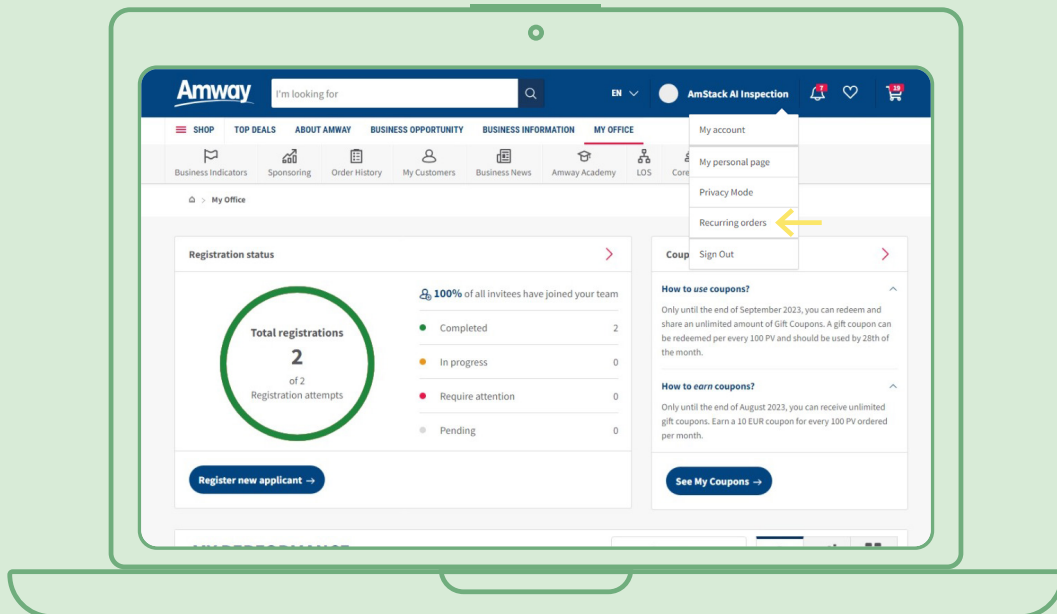 Amway
I'm looking for
EN
AmStack AI Inspection
7
19
SHOP TOP DEALS ABOUT AMWAY BUSINESS OPPORTUNITY BUSINESS INFORMATION MY OFFICE
My account
My personal page
Privacy Mode
Recurring orders
Sign Out
Business Indicators Sponsoring Order History My Customers Business News Amway Academy LOS Core
> My Office
Registration status
Total registrations
2
of 2
Registration attempts
100% of all invitees have joined your team
Completed 2
In progress 0
Require attention 0
Pending 0
Register new applicant →
Coup
How to use coupons?
Only until the end of September 2023, you can redeem and
share an unlimited amount of Gift Coupons. A gift coupon can
be redeemed per every 100 PV and should be used by 28th of
the month.
How to earn coupons?
Only until the end of August 2023, you can receive unlimited
gift coupons. Earn a 10 EUR coupon for every 100 PV ordered
per month.
See My Coupons →
MY PERFORMANCE